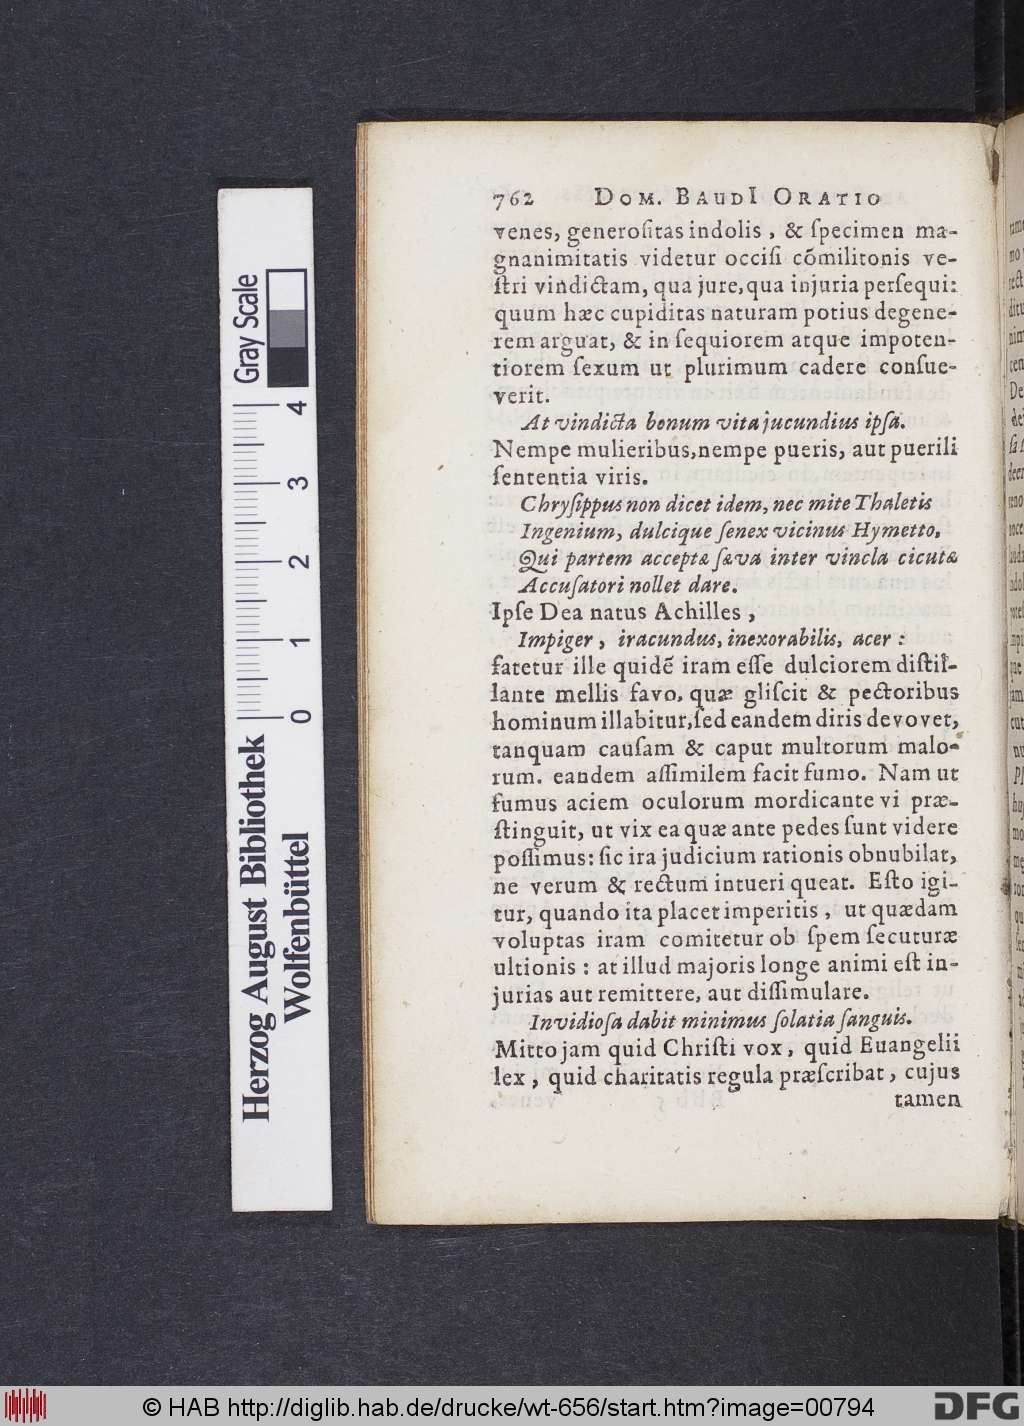 762 DOM. BAUDI ORATIO
venes, generoſitas indolis, & ſpecimen ma-
gnanimitatis videtur occiſi cõmilitonis ve-
ſtri vindictam, qua jure, qua injuria perſequi:
quum hæc cupiditas naturam potius degene-
rem arguat, & in ſequiorem atque impoten-
tiorem ſexum ut plurimum cadere conſue-
verit.
At vindicta bonum vita jucundius ipſa.
Nempe mulieribus, nempe pueris, aut puerili
ſententia viris.
Chryſippus non dicet idem, nec mite Thaletis
Ingenium, dulcique ſenex vicinus Hymetto,
Qui partem acceptæ ſæva inter vincla cicutæ
Accuſatori nollet dare.
Ipſe Dea natus Achilles,
Impiger, iracundus, inexorabilis, acer:
fatetur ille quidẽ iram eſſe dulciorem diſtil-
lante mellis favo, quæ gliſcit & pectoribus
hominum illabitur, ſed eandem diris devovet,
tanquam cauſam & caput multorum malo-
rum. eandem aſſimilem facit fumo. Nam ut
fumus aciem oculorum mordicante vi præ-
ſtinguit, ut vix ea quæ ante pedes ſunt videre
poſſimus: ſic ira judicium rationis obnubilat,
ne verum & rectum intueri queat. Eſto igi-
tur, quando ita placet imperitis, ut quædam
voluptas iram comitetur ob ſpem ſecuturæ
ultionis: at illud majoris longe animi eſt in-
jurias aut remittere, aut diſſimulare.
Invidioſa dabit minimus ſolatia ſanguis.
Mitto jam quid Chriſti vox, quid Euangelii
lex, quid charitatis regula præſcribat, cujus
tamen
Gray Scale
4
3
2
1
0
Herzog August Bibliothek
Wolfenbüttel
© HAB http://diglib.hab.de/drucke/wt-656/start.htm?image=00794
DFG